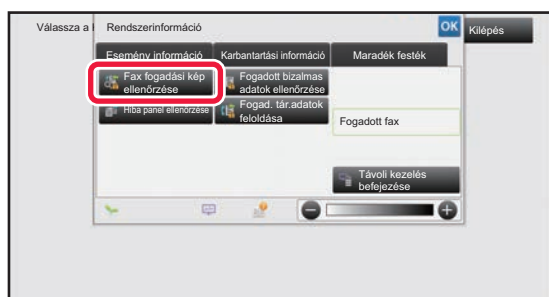 Válassza a
Rendszerinformáció
OK
Kilépés
Esemény információ
Karbantartási információ
Maradék festék
Fax fogadási kép
ellenőrzése
Fogadott bizalmas
adatok ellenőrzése
Hiba panel ellenőrzése
Fogad. tár.adatok
feloldása
Fogadott fax
Távoli kezelés
befejezése